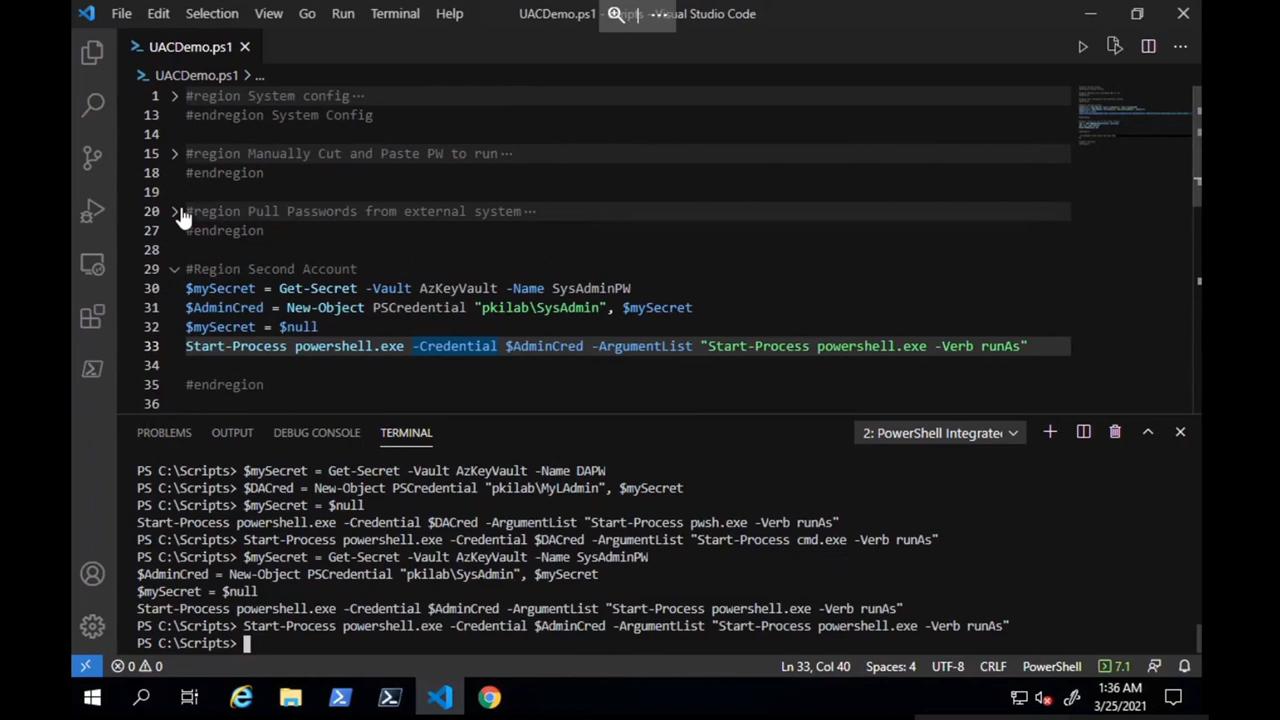 File Edit Selection View Go Run Terminal Help UACDemo.ps1 - Scripts - Visual Studio Code
UACDemo.ps1
UACDemo.ps1 > ...
1 > #region System config ...
13 #endregion System Config
14
15 > #region Manually Cut and Paste PW to run ...
18 #endregion
19
20 > #region Pull Passwords from external system ...
27 #endregion
28
29 #Region Second Account
30 $mySecret = Get-Secret -Vault AzKeyVault -Name SysAdminPW
31 $AdminCred = New-Object PSCredential "pkilab\SysAdmin", $mySecret
32 $mySecret = $null
33 Start-Process powershell.exe -Credential $AdminCred -ArgumentList "Start-Process powershell.exe -Verb runAs"
34
35 #endregion
36
PROBLEMS OUTPUT DEBUG CONSOLE TERMINAL 2: PowerShell Integrate
PS C:\Scripts> $mySecret = Get-Secret -Vault AzKeyVault -Name DAPW
PS C:\Scripts> $DACred = New-Object PSCredential "pkilab\MyLAdmin", $mySecret
PS C:\Scripts> $mySecret = $null
Start-Process powershell.exe -Credential $DACred -ArgumentList "Start-Process pwsh.exe -Verb runAs"
PS C:\Scripts> Start-Process powershell.exe -Credential $DACred -ArgumentList "Start-Process cmd.exe -Verb runAs"
PS C:\Scripts> $mySecret = Get-Secret -Vault AzKeyVault -Name SysAdminPW
$AdminCred = New-Object PSCredential "pkilab\SysAdmin", $mySecret
$mySecret = $null
Start-Process powershell.exe -Credential $AdminCred -ArgumentList "Start-Process powershell.exe -Verb runAs"
PS C:\Scripts> Start-Process powershell.exe -Credential $AdminCred -ArgumentList "Start-Process powershell.exe -Verb runAs"
PS C:\Scripts>
0 0 Ln 33, Col 40 Spaces: 4 UTF-8 CRLF PowerShell 7.1
1:36 AM
3/25/2021